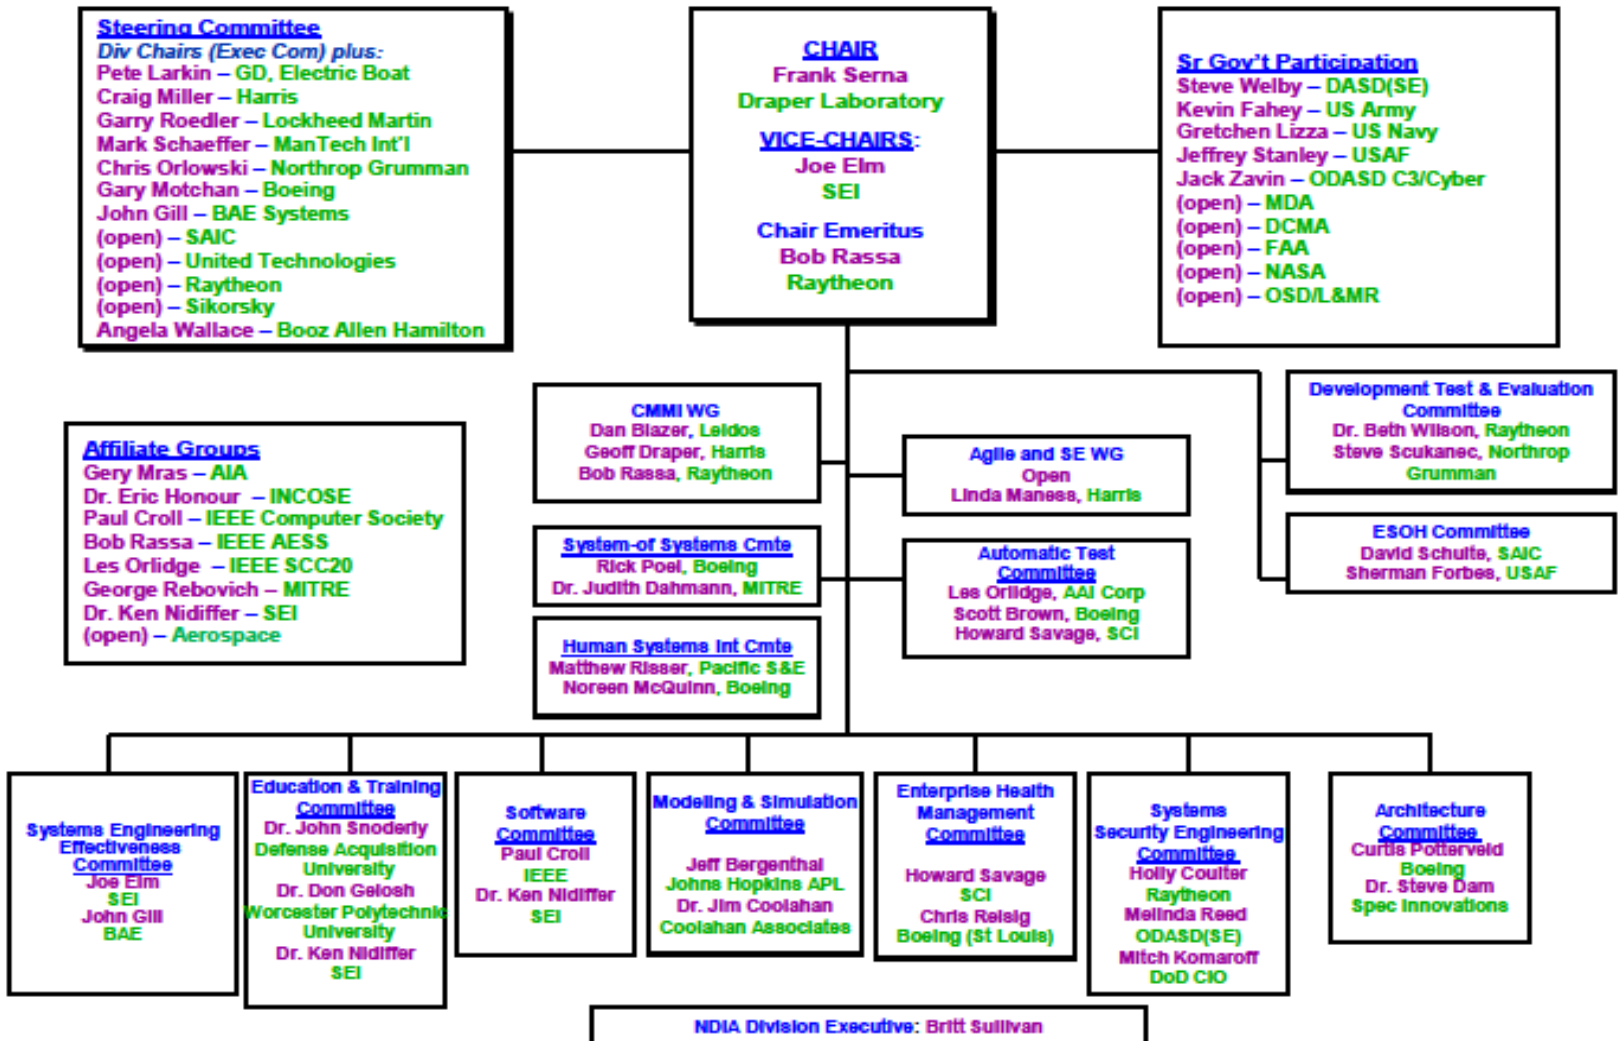 Steering Committee
Div Chairs (Exec Com) plus:
Pete Larkin – GD, Electric Boat
Craig Miller – Harris
Garry Roedler – Lockheed Martin
Mark Schaeffer – ManTech Int'l
Chris Orlowski – Northrop Grumman
Gary Motchan – Boeing
John Gill – BAE Systems
(open) – SAIC
(open) – United Technologies
(open) – Raytheon
(open) – Sikorsky
Angela Wallace – Booz Allen Hamilton
CHAIR
Frank Serna
Draper Laboratory
VICE-CHAIRS:
Joe Elm
SEI
Chair Emeritus
Bob Rassa
Raytheon
Sr Gov't Participation
Steve Welby – DASD(SE)
Kevin Fahey – US Army
Gretchen Lizza – US Navy
Jeffrey Stanley – USAF
Jack Zavin – ODASD C3/Cyber
(open) – MDA
(open) – DCMA
(open) – FAA
(open) – NASA
(open) – OSD/L&MR
Affiliate Groups
Gery Mras – AIA
Dr. Eric Honour – INCOSE
Paul Croll – IEEE Computer Society
Bob Rassa – IEEE AESS
Les Orlidge – IEEE SCC20
George Rebovich – MITRE
Dr. Ken Nidiffer – SEI
(open) – Aerospace
CMMI WG
Dan Blazer, Leidos
Geoff Draper, Harris
Bob Rassa, Raytheon
System-of Systems Cmte
Rick Poel, Boeing
Dr. Judith Dahmann, MITRE
Human Systems Int Cmte
Matthew Risser, Pacific S&E
Noreen McQuinn, Boeing
Agile and SE WG
Open
Linda Maness, Harris
Automatic Test
Committee
Les Orlidge, AAI Corp
Scott Brown, Boeing
Howard Savage, SCI
Development Test & Evaluation
Committee
Dr. Beth Wilson, Raytheon
Steve Scukanec, Northrop
Grumman
ESOH Committee
David Schulte, SAIC
Sherman Forbes, USAF
Systems Engineering
Effectiveness
Committee
Joe Elm
SEI
John Gill
BAE
Education & Training
Committee
Dr. John Snoderly
Defense Acquisition
University
Dr. Don Gelosh
Worcester Polytechnic
University
Dr. Ken Nidiffer
SEI
Software
Committee
Paul Croll
IEEE
Dr. Ken Nidiffer
SEI
Modeling & Simulation
Committee
Jeff Bergenthal
Johns Hopkins APL
Dr. Jim Coolahan
Coolahan Associates
Enterprise Health
Management
Committee
Howard Savage
SCI
Chris Reisig
Boeing (St Louis)
Systems
Security Engineering
Committee
Holly Coulter
Raytheon
Melinda Reed
ODASD(SE)
Mitch Komaroff
DoD CIO
Architecture
Committee
Curtis Potterveld
Boeing
Dr. Steve Dam
Spec Innovations
NDIA Division Executive: Britt Sullivan